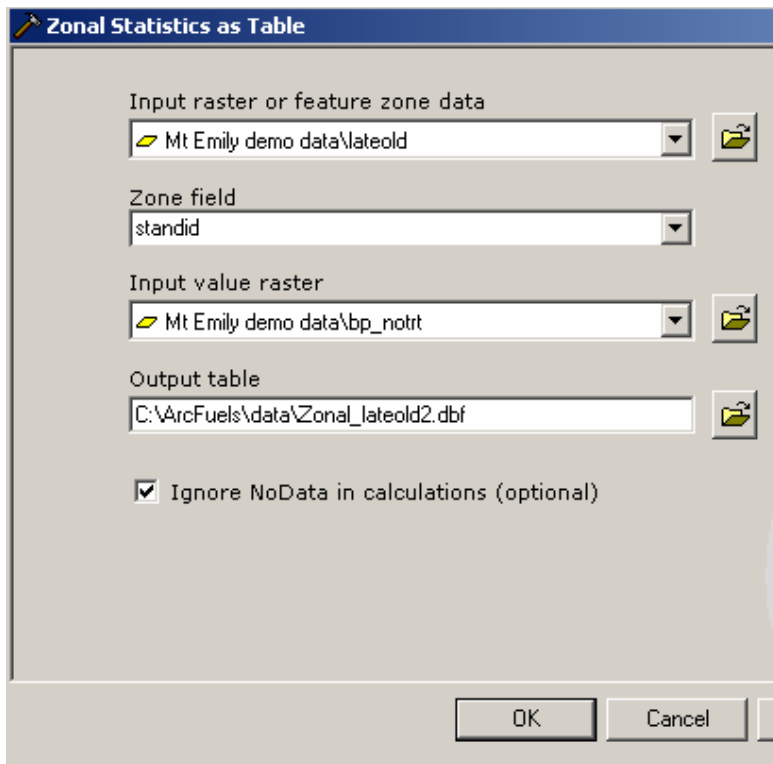 Zonal Statistics as Table
Input raster or feature zone data
Mt Emily demo data\lateold
Zone field
standid
Input value raster
Mt Emily demo data\bp_notrt
Output table
C:\ArcFuels\data\Zonal_lateold2.dbf
Ignore NoData in calculations (optional)
OK
Cancel